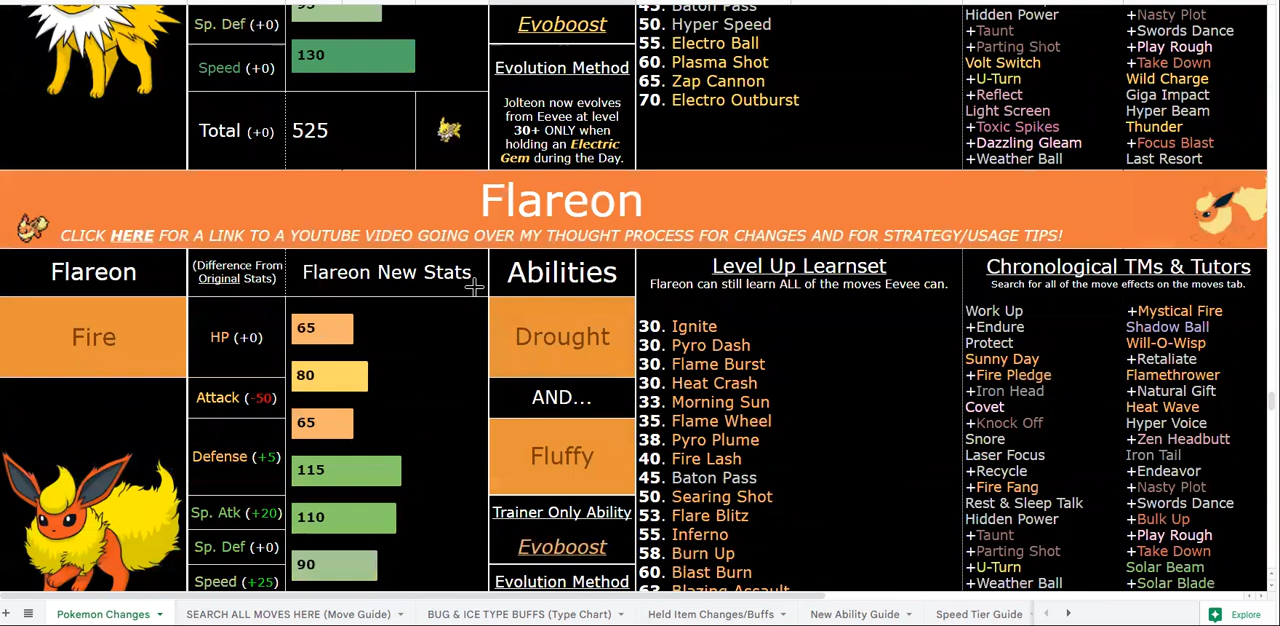 95
45. Baton Pass
Hidden Power +Nasty Plot
Sp. Def (+0)
Evoboost
50. Hyper Speed
+Taunt +Swords Dance
55. Electro Ball
+Parting Shot +Play Rough
130
Speed (+0)
Evolution Method
60. Plasma Shot
Volt Switch +Take Down
65. Zap Cannon
+U-Turn Wild Charge
70. Electro Outburst
+Reflect Giga Impact
Jolteon now evolves
from Eevee at level
30+ ONLY when
holding an Electric
Gem during the Day.
Light Screen Hyper Beam
Total (+0) 525
+Toxic Spikes Thunder
+Dazzling Gleam +Focus Blast
+Weather Ball Last Resort
Flareon
CLICK HERE FOR A LINK TO A YOUTUBE VIDEO GOING OVER MY THOUGHT PROCESS FOR CHANGES AND FOR STRATEGY/USAGE TIPS!
Flareon
(Difference From
Original Stats)
Flareon New Stats
Abilities
Level Up Learnset
Flareon can still learn ALL of the moves Eevee can.
Chronological TMs & Tutors
Search for all of the move effects on the moves tab.
Fire
HP (+0) 65
Attack (-50) 80
Defense (+5) 65
Sp. Atk (+20) 115
Sp. Def (+0) 110
Speed (+25) 90
Drought
AND...
Fluffy
Trainer Only Ability
Evoboost
Evolution Method
30. Ignite
30. Pyro Dash
30. Flame Burst
30. Heat Crash
33. Morning Sun
35. Flame Wheel
38. Pyro Plume
40. Fire Lash
45. Baton Pass
50. Searing Shot
53. Flare Blitz
55. Inferno
58. Burn Up
60. Blast Burn
63. Blazing Assault
Work Up +Mystical Fire
+Endure Shadow Ball
Protect Will-O-Wisp
Sunny Day +Retaliate
+Fire Pledge Flamethrower
+Iron Head +Natural Gift
Covet Heat Wave
+Knock Off Hyper Voice
Snore +Zen Headbutt
Laser Focus Iron Tail
+Recycle +Endeavor
+Fire Fang +Nasty Plot
Rest & Sleep Talk +Swords Dance
Hidden Power +Bulk Up
+Taunt +Play Rough
+Parting Shot +Take Down
+U-Turn Solar Beam
+Weather Ball +Solar Blade
Pokemon Changes SEARCH ALL MOVES HERE (Move Guide) BUG & ICE TYPE BUFFS (Type Chart) Held Item Changes/Buffs New Ability Guide Speed Tier Guide Explore